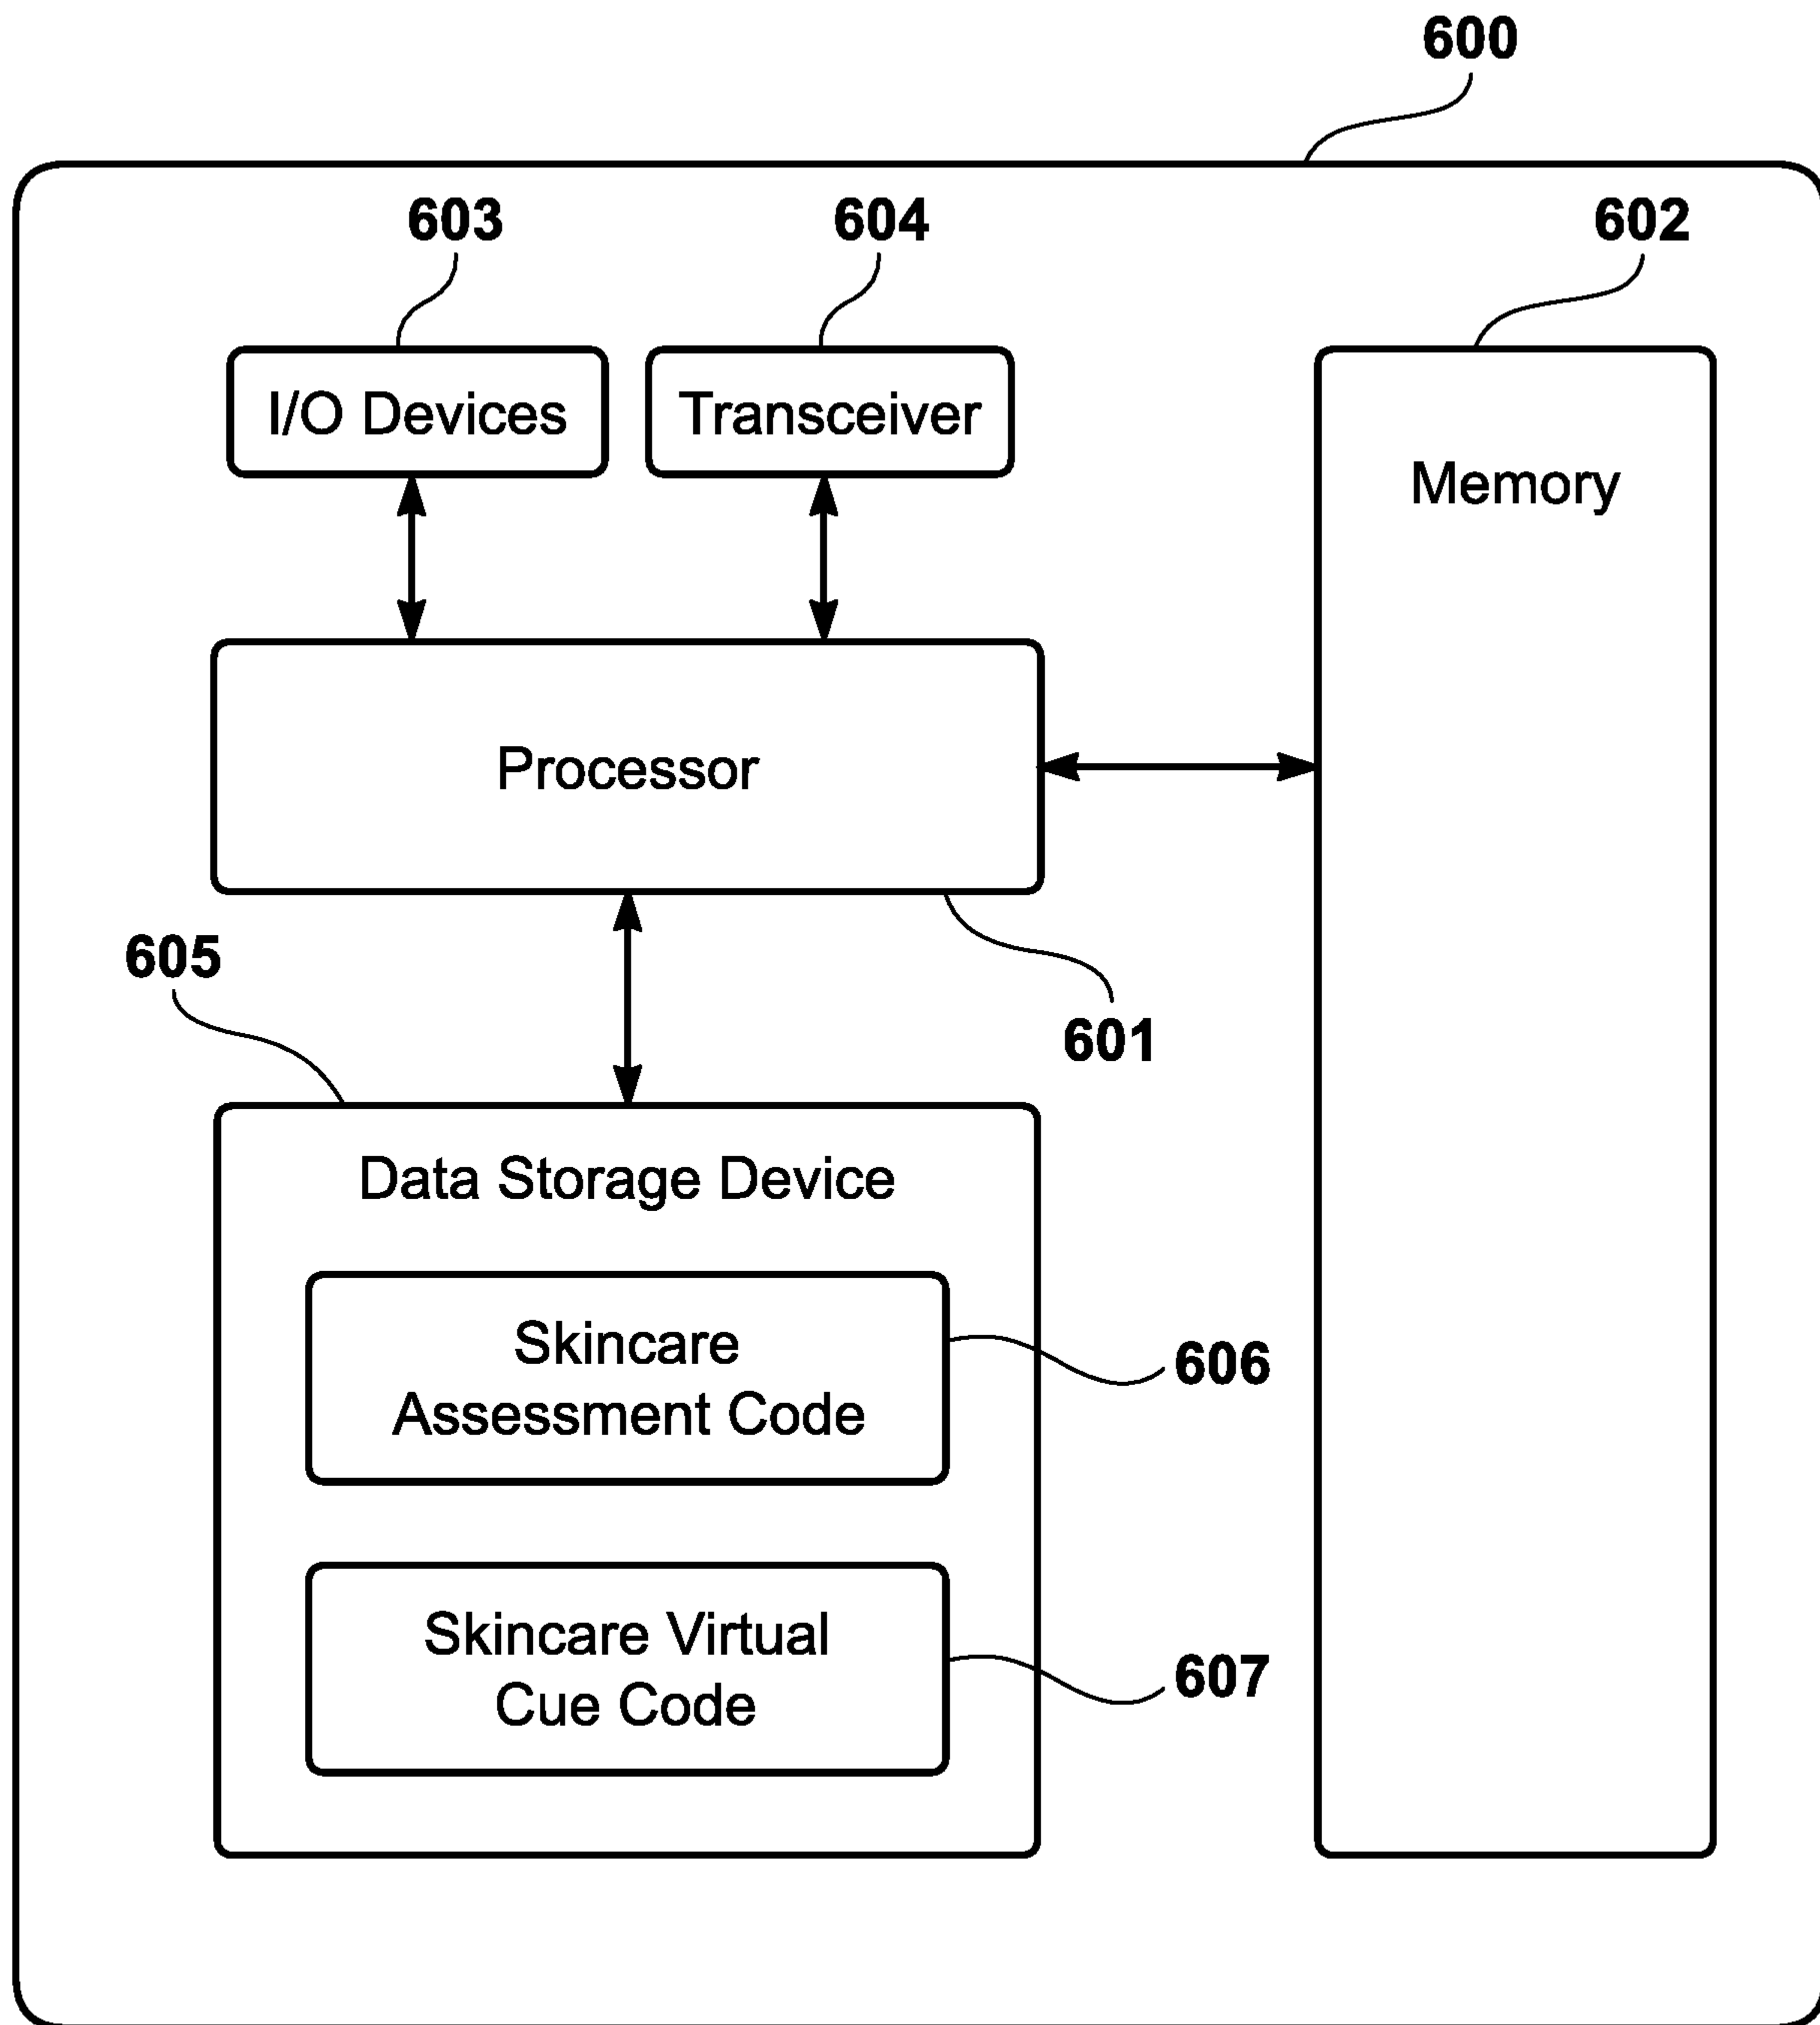 600
603
604
602
I/O Devices
Transceiver
Memory
Processor
605
601
Data Storage Device
Skincare
Assessment Code
606
Skincare Virtual
Cue Code
607